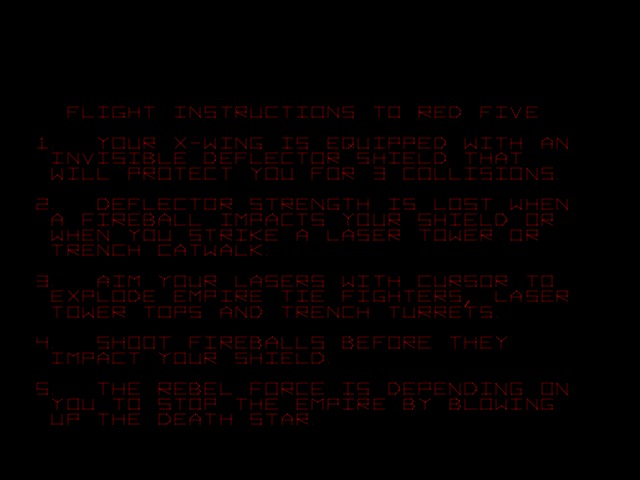 FLIGHT INSTRUCTIONS TO RED FIVE
1 YOUR X-WING IS EQUIPPED WITH AN
INVISIBLE DEFLECTOR SHIELD THAT
WILL PROTECT YOU FOR 3 COLLISIONS
2 DEFLECTOR STRENGTH IS LOST WHEN
A FIREBALL IMPACTS YOUR SHIELD OR
WHEN YOU STRIKE A LASER TOWER OR
TRENCH CATWALK.
3 AIM YOUR LASERS WITH CURSOR TO
EXPLODE EMPIRE TIE FIGHTERS, LASER
TOWER TOPS AND TRENCH TURRETS
4 SHOOT FIREBALLS BEFORE THEY
IMPACT YOUR SHIELD
5 THE REBEL FORCE IS DEPENDING ON
YOU TO STOP THE EMPIRE BY BLOWING
UP THE DEATH STAR